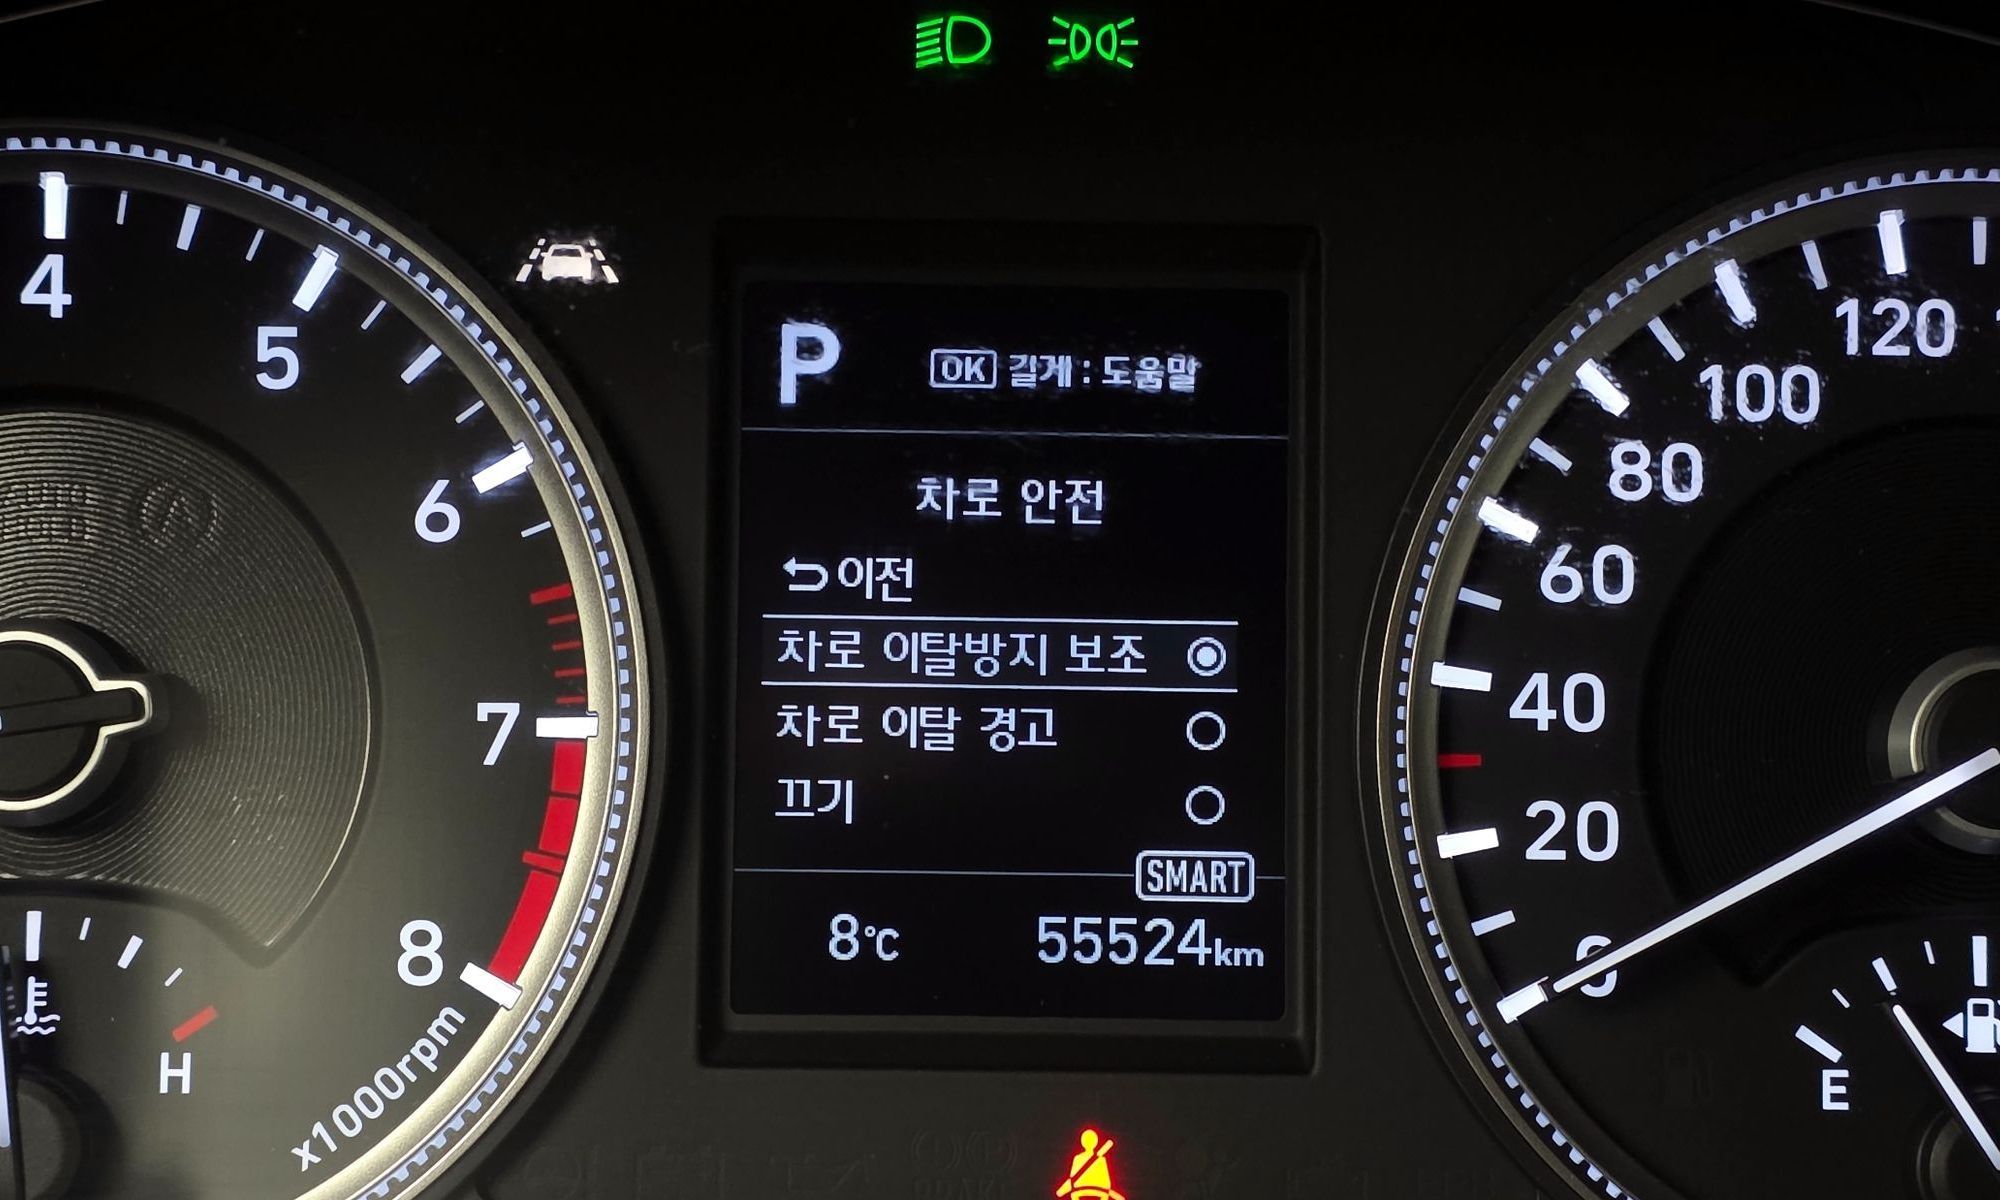 4
5
6
7
8
x1000rpm
H
P
OK 길게 : 도움말
차로 안전
이전
차로 이탈방지 보조
차로 이탈 경고
끄기
SMART
8℃ 55524km
120
100
80
60
40
20
0
E